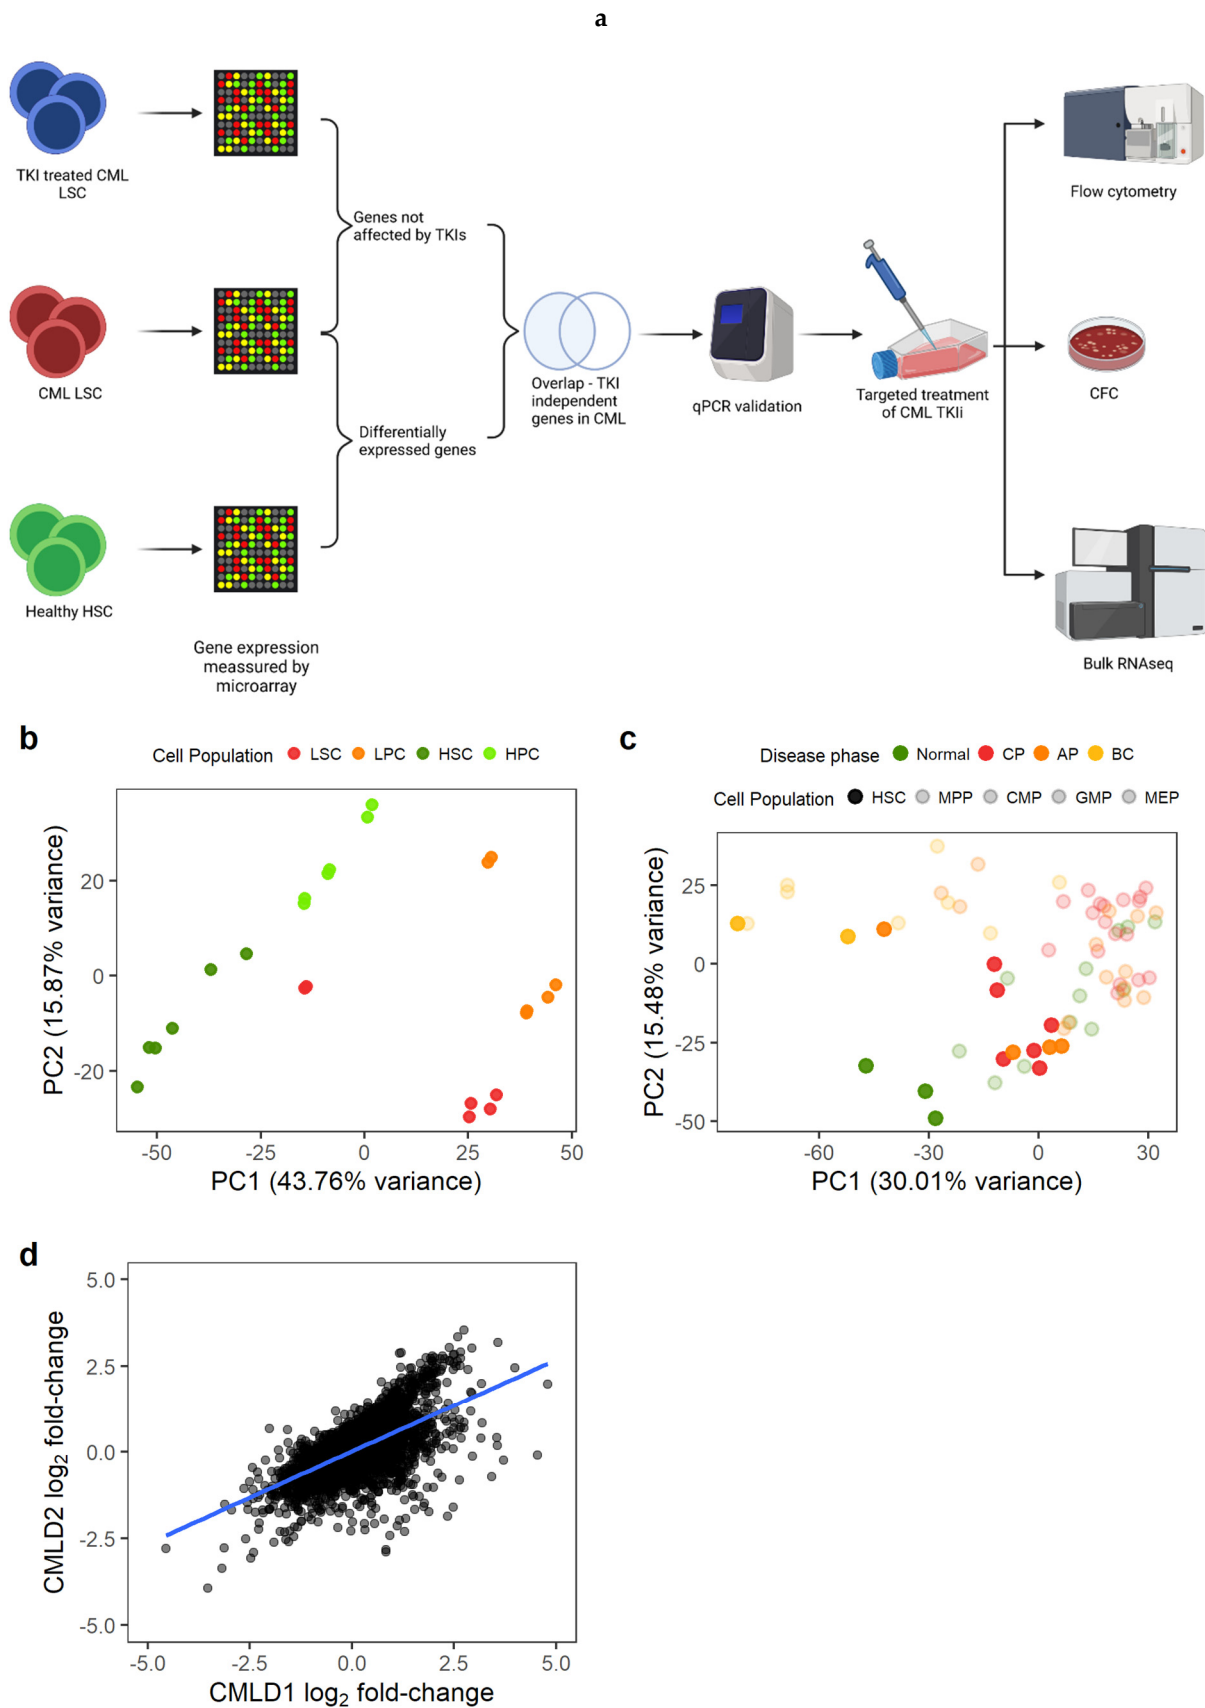 a
TKI treated CML
LSC
CML LSC
Healthy HSC
Gene expression
meassured by
microarray
Genes not
affected by TKIs
Differentially
expressed genes
Overlap - TKI
independent
genes in CML
qPCR validation
Targeted treatment
of CML TKIi
Flow cytometry
CFC
Bulk RNAseq
b
Cell Population LSC LPC HSC HPC
PC2 (15.87% variance)
20
0
-20
-50 -25 0 25 50
PC1 (43.76% variance)
c
Disease phase Normal CP AP BC
Cell Population HSC MPP CMP GMP MEP
PC2 (15.48% variance)
25
0
-25
-50
-60 -30 0 30
PC1 (30.01% variance)
d
CMLD2 log2 fold-change
5.0
2.5
0.0
-2.5
-5.0
-5.0 -2.5 0.0 2.5 5.0
CMLD1 log2 fold-change